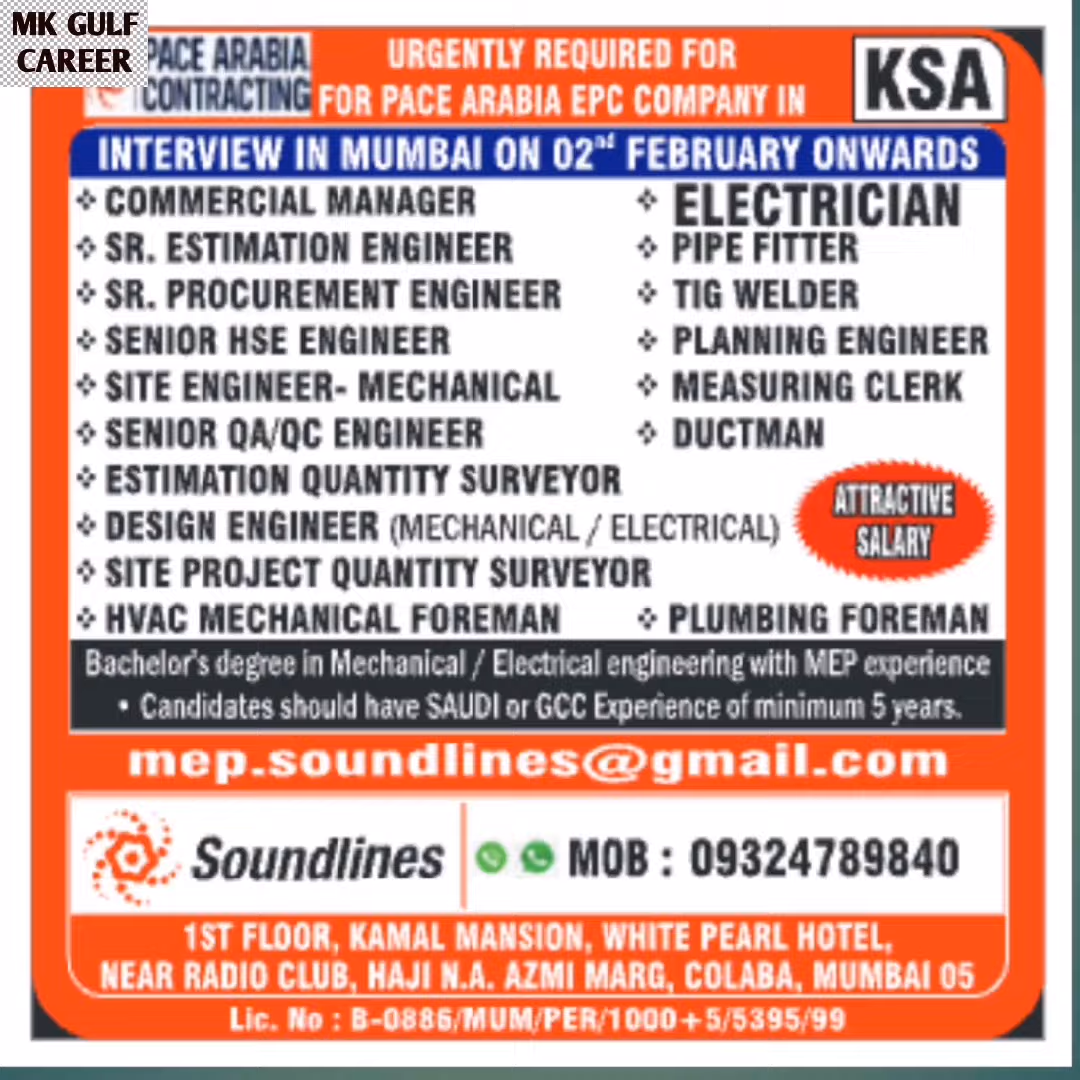 MK GULF
CAREER
PACE ARABIA
CONTRACTING
URGENTLY REQUIRED FOR
FOR PACE ARABIA EPC COMPANY IN
KSA
INTERVIEW IN MUMBAI ON 02nd FEBRUARY ONWARDS
COMMERCIAL MANAGER
SR. ESTIMATION ENGINEER
SR. PROCUREMENT ENGINEER
SENIOR HSE ENGINEER
SITE ENGINEER- MECHANICAL
SENIOR QA/QC ENGINEER
ESTIMATION QUANTITY SURVEYOR
DESIGN ENGINEER (MECHANICAL / ELECTRICAL)
SITE PROJECT QUANTITY SURVEYOR
HVAC MECHANICAL FOREMAN
ELECTRICIAN
PIPE FITTER
TIG WELDER
PLANNING ENGINEER
MEASURING CLERK
DUCTMAN
ATTRACTIVE
SALARY
PLUMBING FOREMAN
Bachelor's degree in Mechanical / Electrical engineering with MEP experience
• Candidates should have SAUDI or GCC Experience of minimum 5 years.
mep.soundlines@gmail.com
Soundlines
MOB : 09324789840
1ST FLOOR, KAMAL MANSION, WHITE PEARL HOTEL,
NEAR RADIO CLUB, HAJI N.A. AZMI MARG, COLABA, MUMBAI 05
Lic. No : B-0886/MUM/PER/1000+5/5395/99